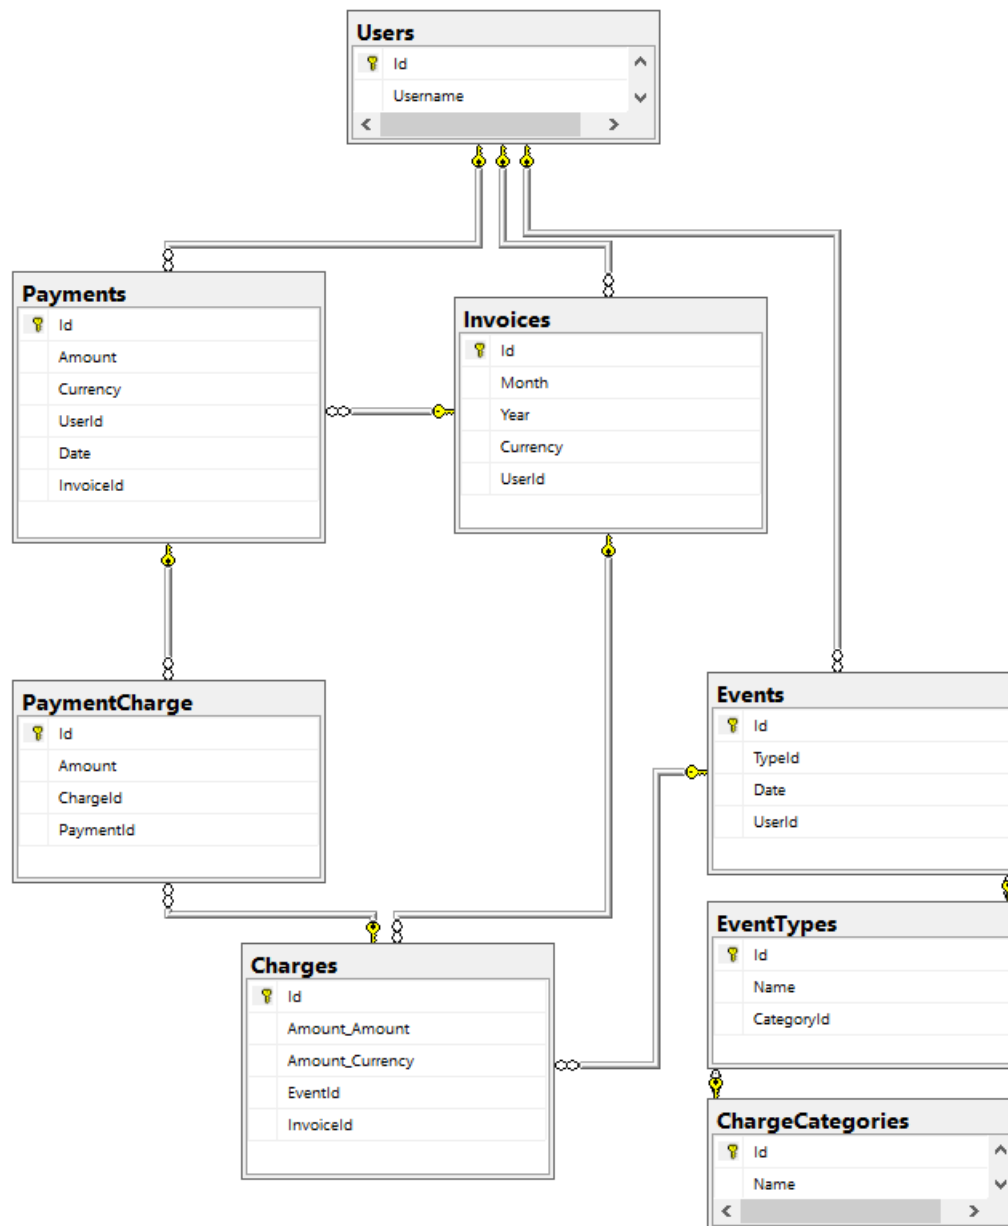 Users
Id
Username
Payments
Id
Amount
Currency
UserId
Date
InvoiceId
Invoices
Id
Month
Year
Currency
UserId
PaymentCharge
Id
Amount
ChargeId
PaymentId
Events
Id
TypeId
Date
UserId
EventTypes
Id
Name
CategoryId
Charges
Id
Amount_Amount
Amount_Currency
EventId
InvoiceId
ChargeCategories
Id
Name